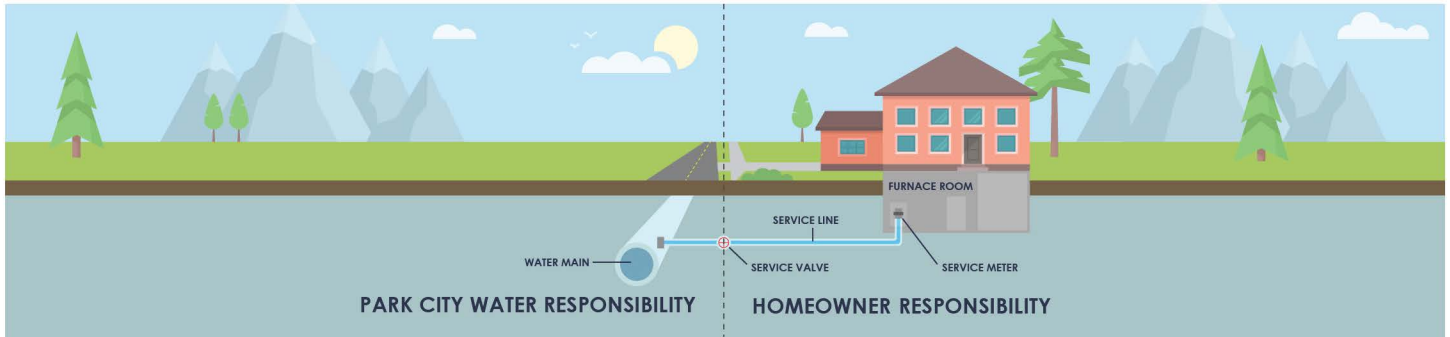 FURNACE ROOM
SERVICE LINE
WATER MAIN
SERVICE VALVE
SERVICE METER
PARK CITY WATER RESPONSIBILITY
HOMEOWNER RESPONSIBILITY